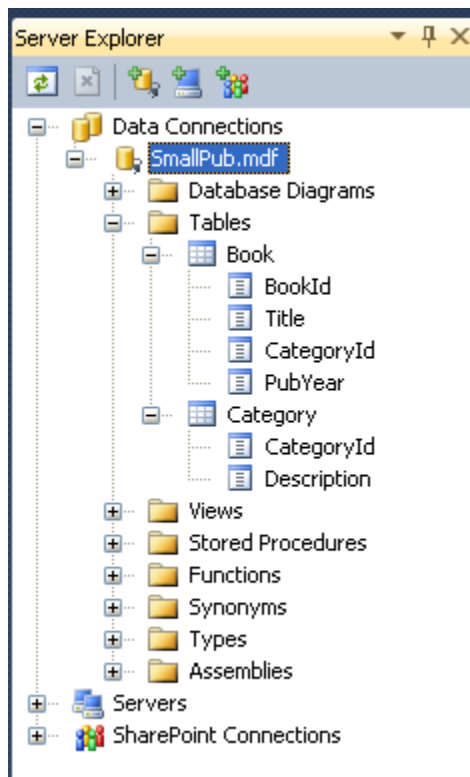 Server Explorer
Data Connections
SmallPub.mdf
Database Diagrams
Tables
Book
BookId
Title
CategoryId
PubYear
Category
CategoryId
Description
Views
Stored Procedures
Functions
Synonyms
Types
Assemblies
Servers
SharePoint Connections